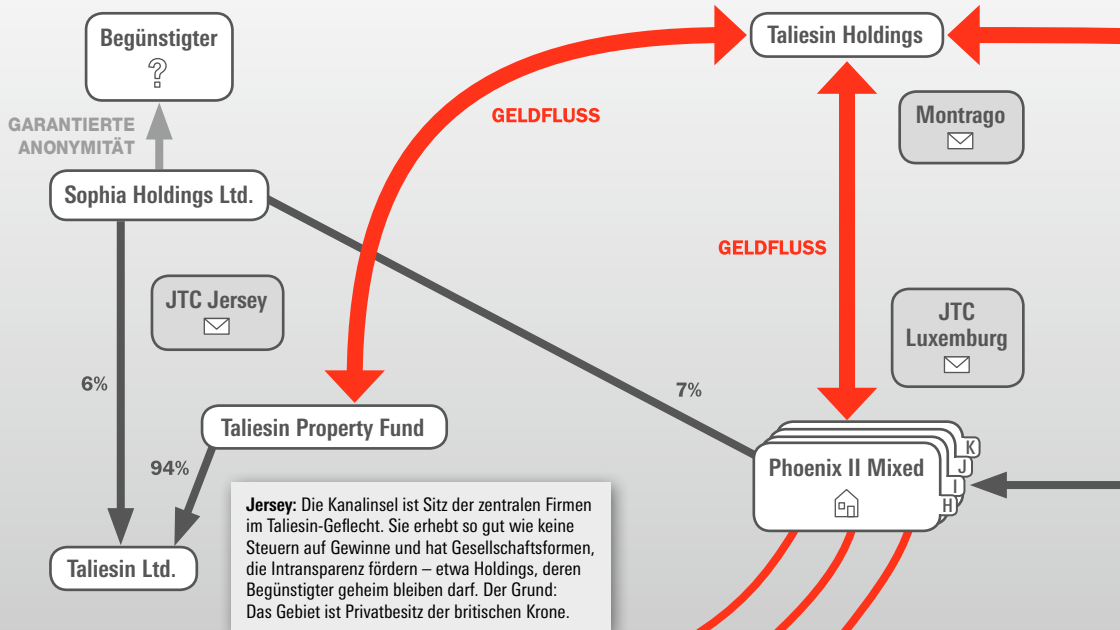 Begünstigter
?
Taliesin Holdings
GARANTIERTE
ANONYMITÄT
GELDFLUSS
Montrago
Sophia Holdings Ltd.
GELDFLUSS
JTC Jersey
JTC
Luxemburg
6%
7%
Taliesin Property Fund
94%
Phoenix II Mixed
K
J
I
H
Taliesin Ltd.
Jersey: Die Kanalinsel ist Sitz der zentralen Firmen
im Taliesin-Geflecht. Sie erhebt so gut wie keine
Steuern auf Gewinne und hat Gesellschaftsformen,
die Intransparenz fördern – etwa Holdings, deren
Begünstigter geheim bleiben darf. Der Grund:
Das Gebiet ist Privatbesitz der britischen Krone.